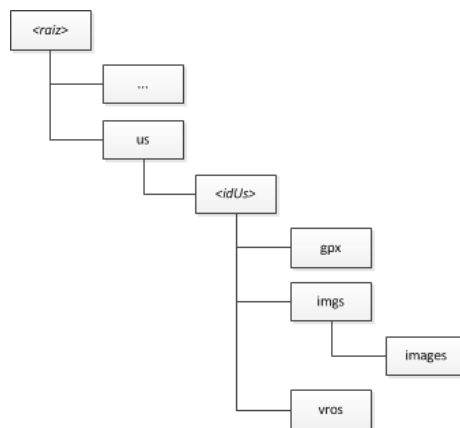 <raiz>
...
us
<idUs>
gpx
imgs
images
vros